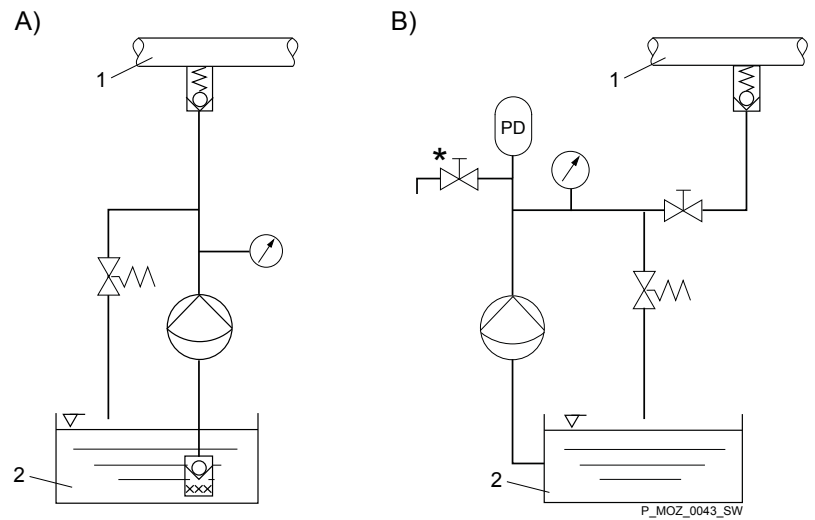 A) B)
1 1
PD
*
2 2
P_MOZ_0043_SW